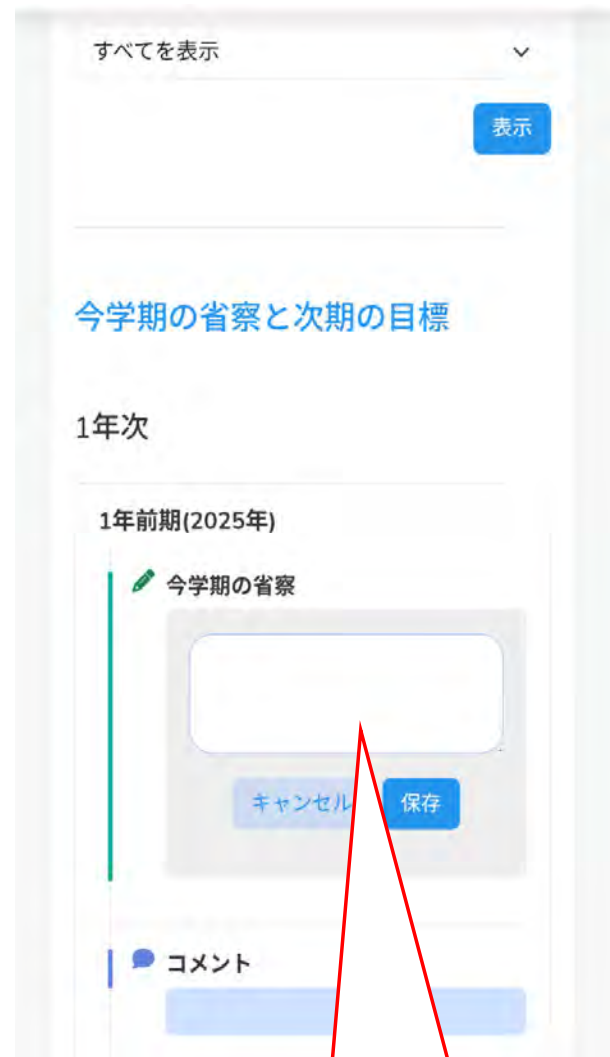 すべてを表示
表示
今学期の省察と次期の目標
1年次
1年前期(2025年)
今学期の省察
キャンセル
保存
コメント